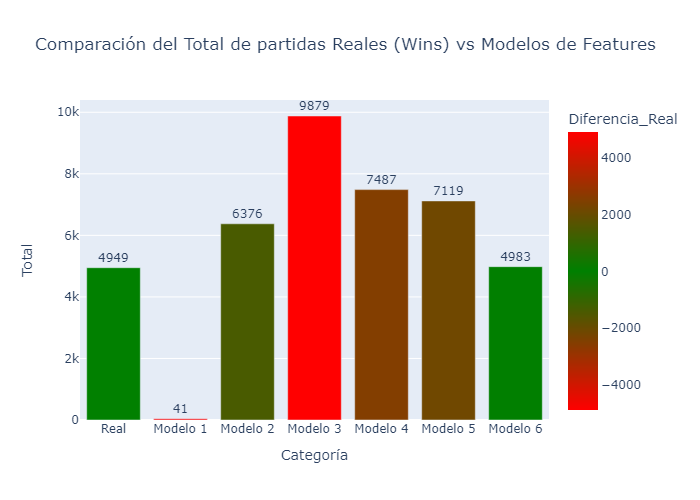 Comparación del Total de partidas Reales (Wins) vs Modelos de Features
Total
10k
8k
6k
4k
2k
0
4949
41
6376
9879
7487
7119
4983
Real
Modelo 1
Modelo 2
Modelo 3
Modelo 4
Modelo 5
Modelo 6
Categoría
Diferencia_Real
4000
2000
0
−2000
−4000